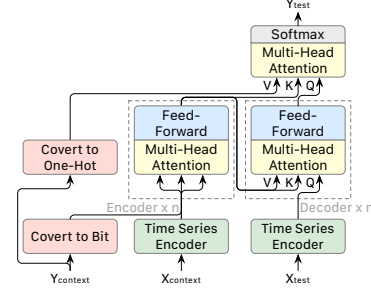 Ytest
Softmax
Multi-Head
Attention
V K Q
Feed-
Forward
Multi-Head
Attention
Feed-
Forward
Multi-Head
Attention
V K Q
Covert to
One-Hot
Encoder x n
Decoder x n
Covert to Bit
Time Series
Encoder
Time Series
Encoder
Ycontext
Xcontext
Xtest